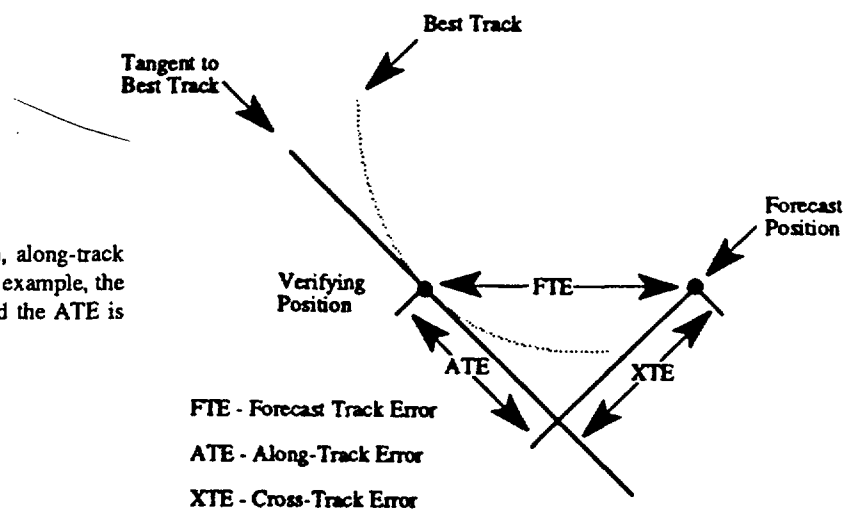 Best Track
Tangent to
Best Track
Forecast
Position
, along-track
example, the
d the ATE is
Verifying
Position
FTE
ATE
XTE
FTE - Forecast Track Error
ATE - Along-Track Error
XTE - Cross-Track Error